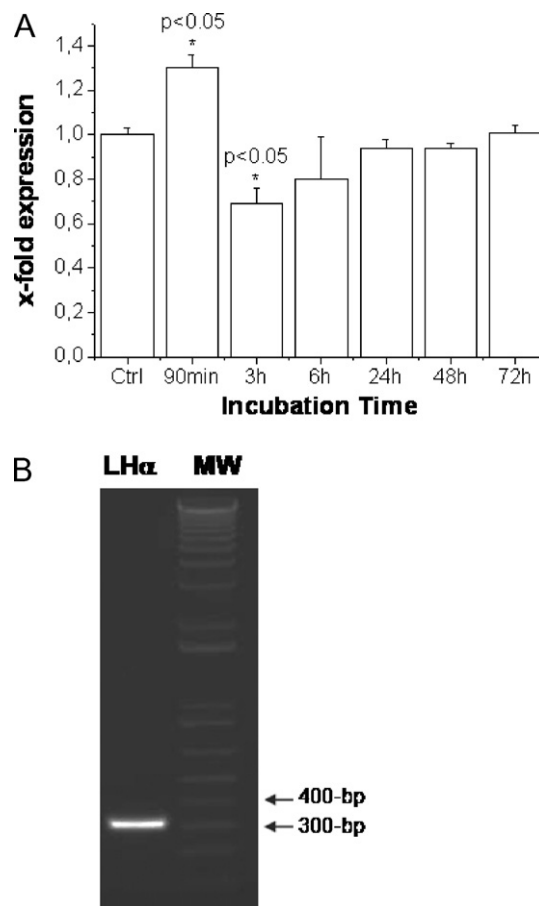 A
p<0.05
*
p<0.05
*
1,4
1,2
1,0
0,8
0,6
0,4
0,2
0,0
x-fold expression
Ctrl 90min 3h 6h 24h 48h 72h
Incubation Time
B
LHα MW
←400-bp
←300-bp